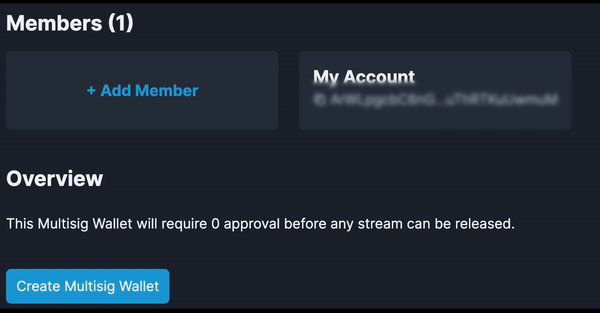 Members (1)
+ Add Member
My Account
Overview
This Multisig Wallet will require 0 approval before any stream can be released.
Create Multisig Wallet